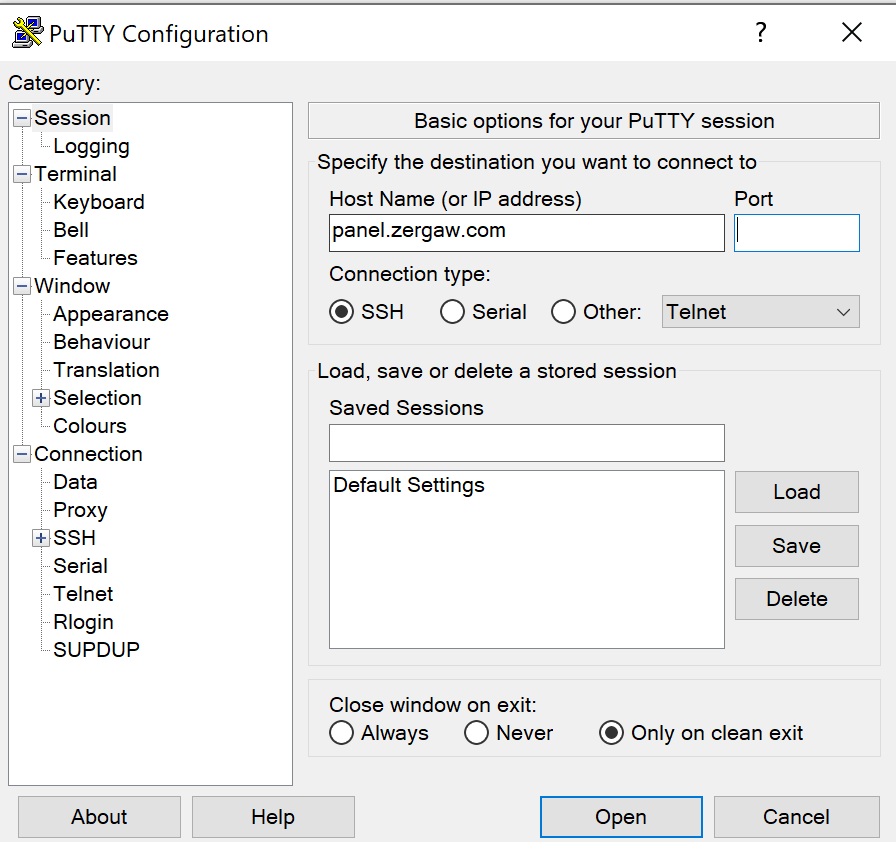 PuTTY Configuration
?
Category:
Session
Logging
Terminal
Keyboard
Bell
Features
Window
Appearance
Behaviour
Translation
Selection
Colours
Connection
Data
Proxy
SSH
Serial
Telnet
Rlogin
SUPDUP
Basic options for your PuTTY session
Specify the destination you want to connect to
Host Name (or IP address) Port
panel.zergaw.com
Connection type:
SSH Serial Other: Telnet
Load, save or delete a stored session
Saved Sessions
Default Settings
Load
Save
Delete
Close window on exit:
Always Never Only on clean exit
About Help Open Cancel